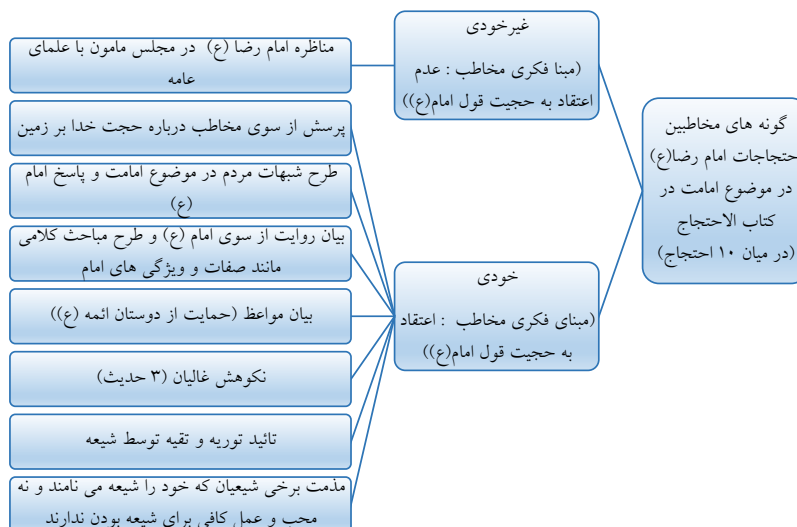 گونه های مخاطبین
حتجاجات امام رضا(ع)
در موضوع امامت در
کتاب الاحتجاج
(در میان ۱۰ احتجاج)
غیرخودی
(مبنا فکری مخاطب : عدم
اعتقاد به حجیت قول امام(ع))
مناظره امام رضا (ع) در مجلس مامون با علمای
عامه
خودی
(مبنای فکری مخاطب : اعتقاد
به حجیت قول امام(ع))
پرسش از سوی مخاطب درباره حجت خدا بر زمین
طرح شبهات مردم در موضوع امامت و پاسخ امام
(ع)
بیان روایت از سوی امام (ع) و طرح مباحث کلامی
مانند صفات و ویژگی های امام
بیان مواعظ (حمایت از دوستان ائمه (ع))
نکوهش غالیان (۳ حدیث)
تائید توریه و تقیه توسط شیعه
مذمت برخی شیعیان که خود را شیعه می نامند و نه
محب و عمل کافی برای شیعه بودن ندارند